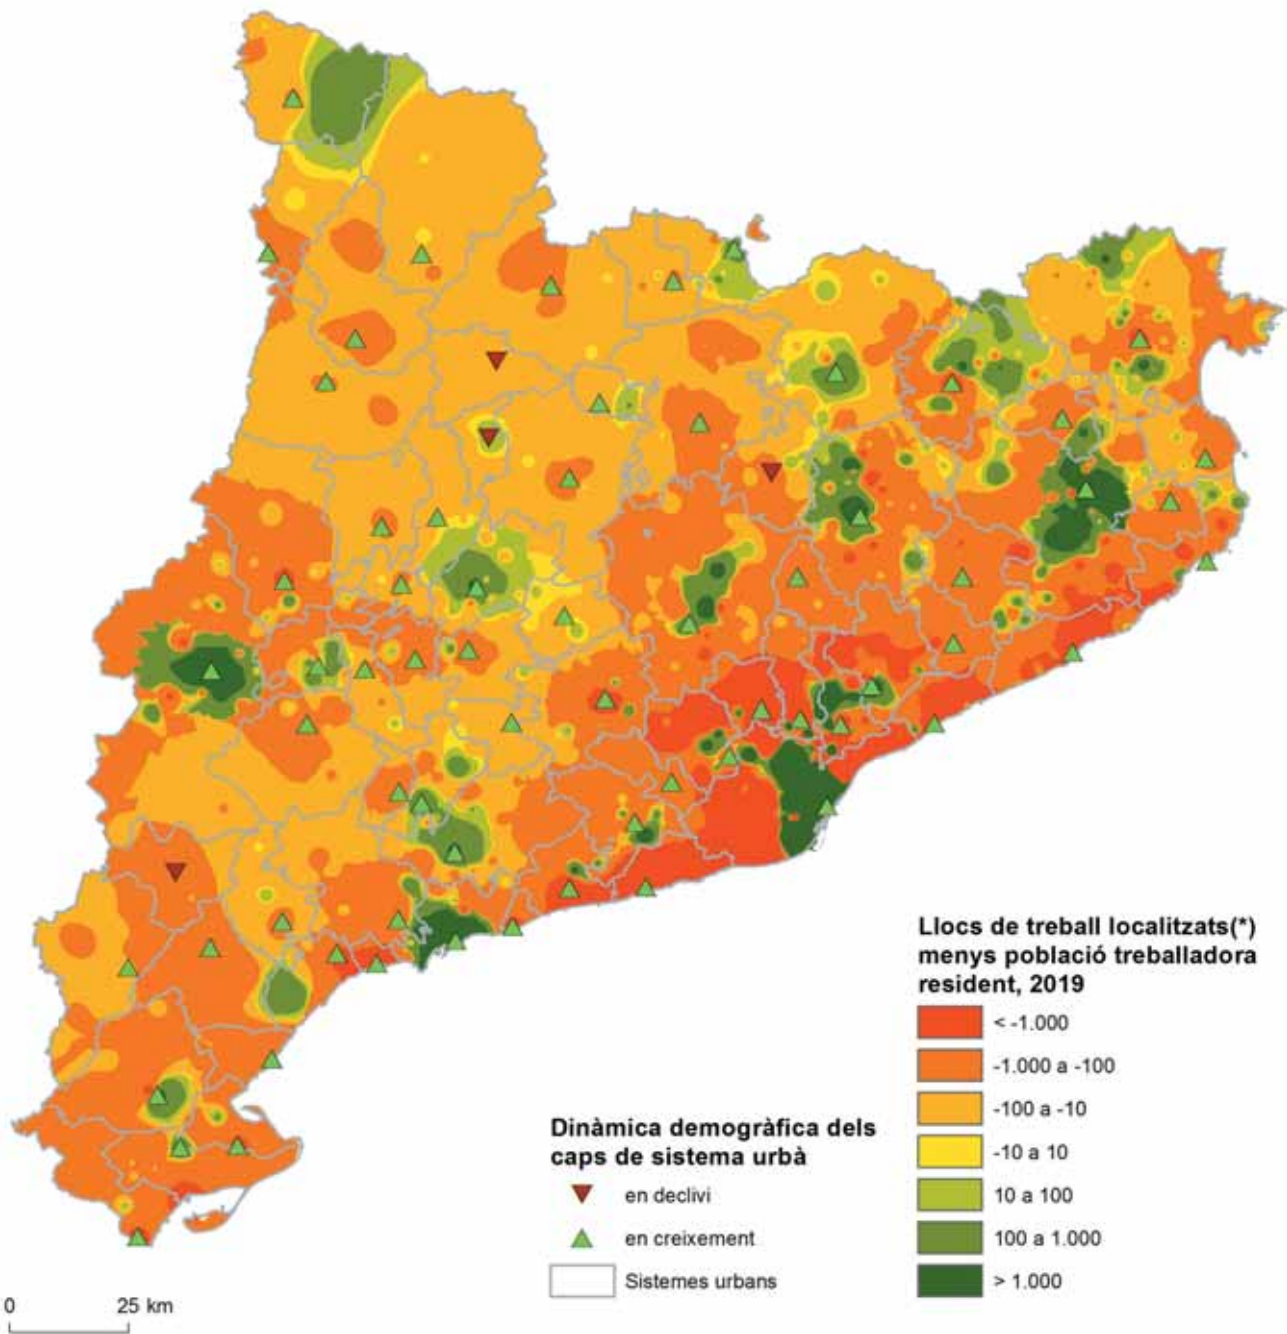 Llocs de treball localitzats(*)
menys població treballadora
resident, 2019
< -1.000
-1.000 a -100
-100 a -10
-10 a 10
10 a 100
100 a 1.000
> 1.000
Dinàmica demogràfica dels
caps de sistema urbà
en declivi
en creixement
Sistemes urbans
0 25 km